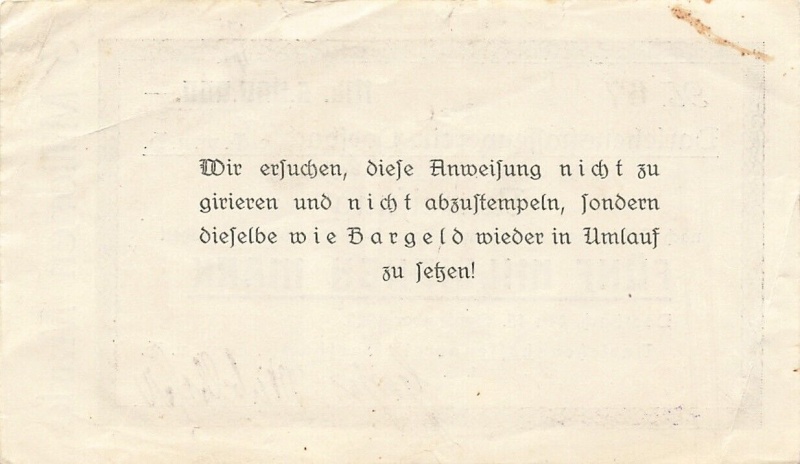 Wir ersuchen, diese Anweisung nicht zu
girieren und nicht abzustempeln, sondern
dieselbe wie Bargeld wieder in Umlauf
zu setzen!